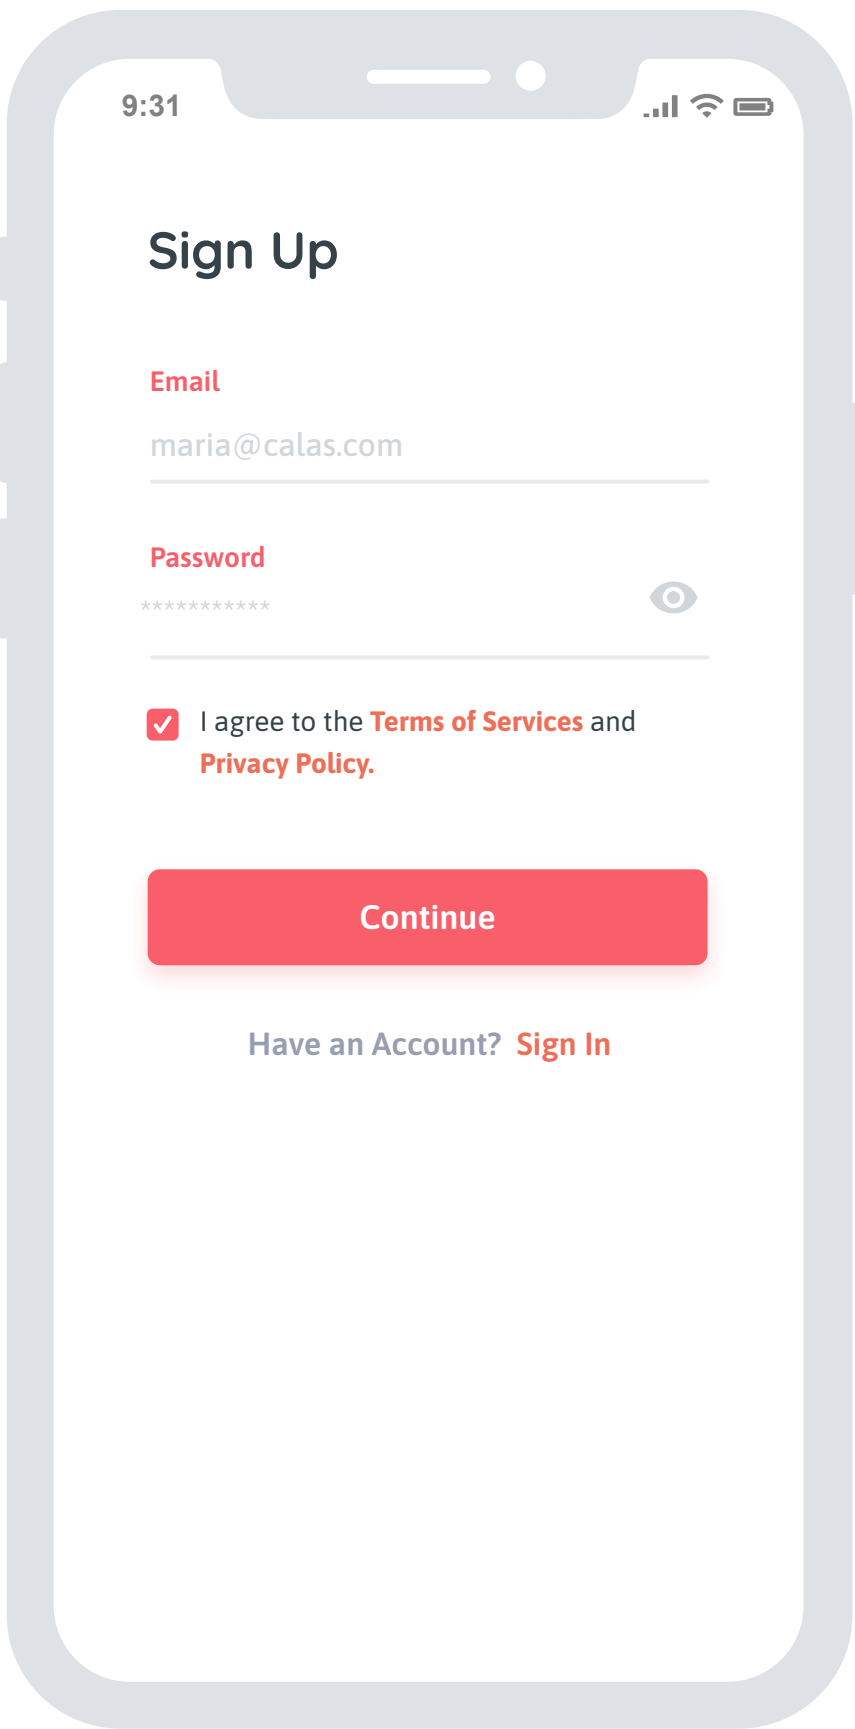 9:31
Sign Up
Email
maria@calas.com
Password
***********
I agree to the Terms of Services and
Privacy Policy.
Continue
Have an Account? Sign In